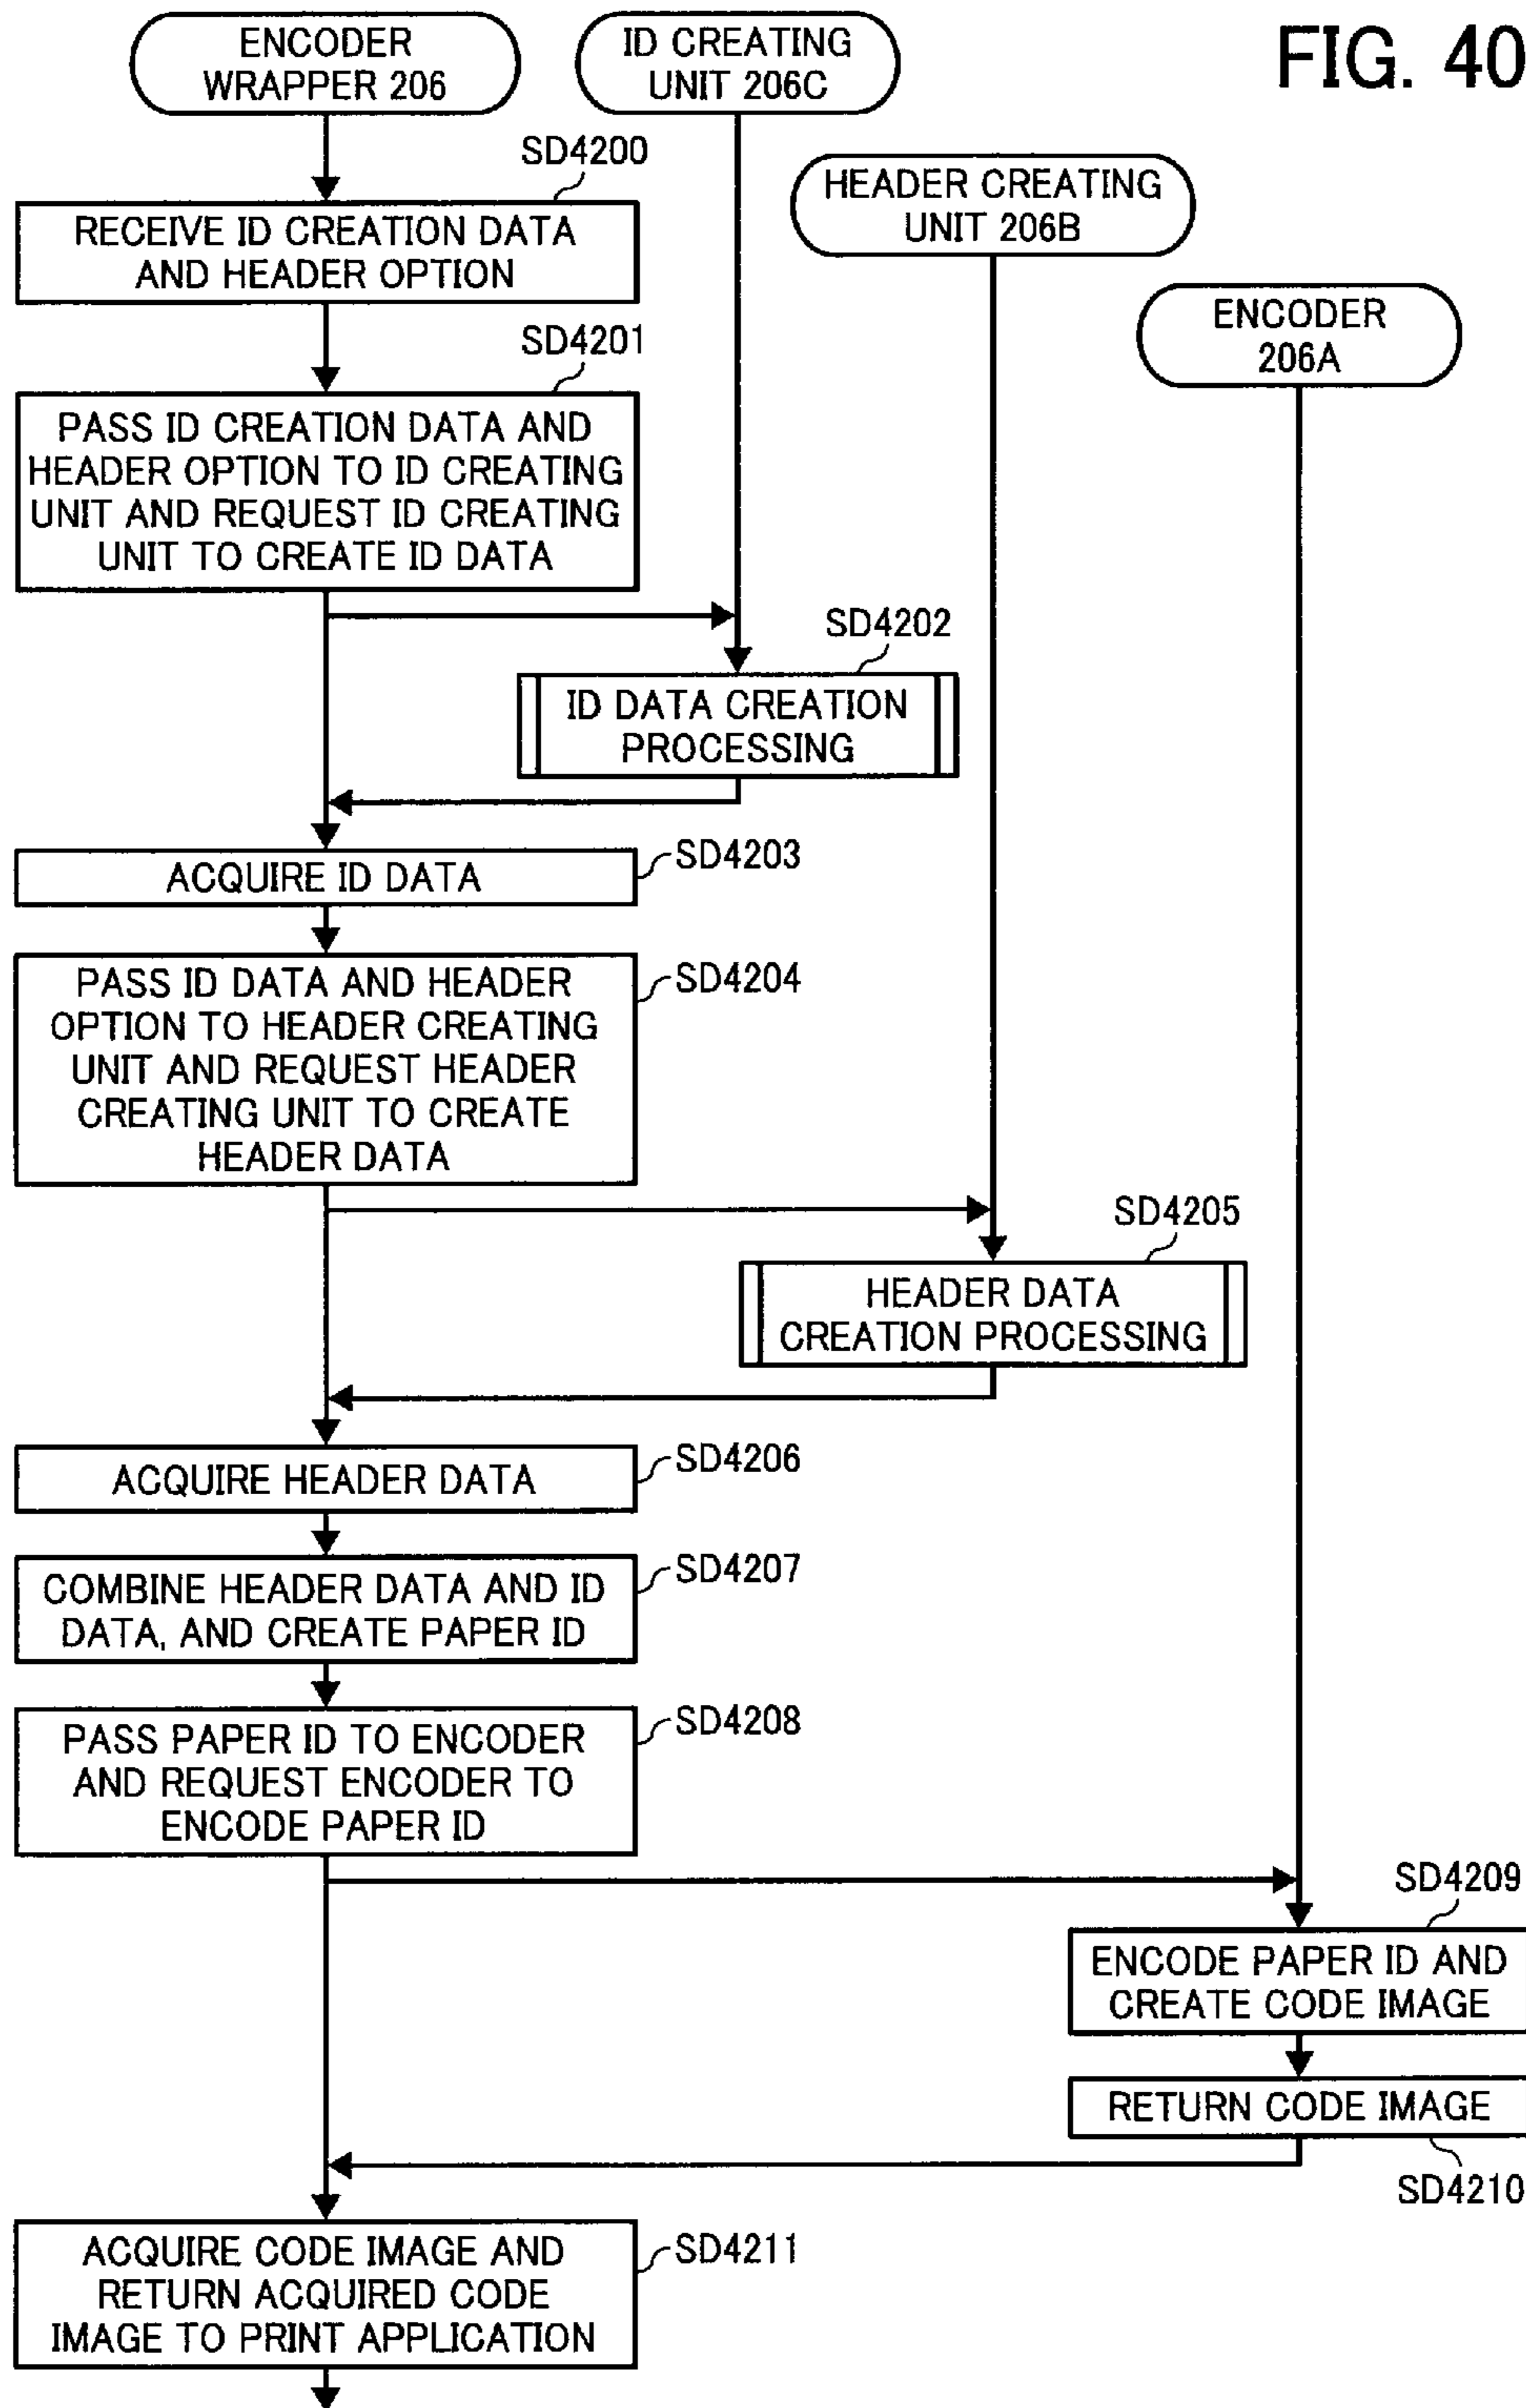 FIG. 40
ENCODER
WRAPPER 206
ID CREATING
UNIT 206C
HEADER CREATING
UNIT 206B
ENCODER
206A
SD4200
RECEIVE ID CREATION DATA
AND HEADER OPTION
SD4201
PASS ID CREATION DATA AND
HEADER OPTION TO ID CREATING
UNIT AND REQUEST ID CREATING
UNIT TO CREATE ID DATA
SD4202
ID DATA CREATION
PROCESSING
ACQUIRE ID DATA
SD4203
PASS ID DATA AND HEADER
OPTION TO HEADER CREATING
UNIT AND REQUEST HEADER
CREATING UNIT TO CREATE
HEADER DATA
SD4204
SD4205
HEADER DATA
CREATION PROCESSING
ACQUIRE HEADER DATA
SD4206
COMBINE HEADER DATA AND ID
DATA, AND CREATE PAPER ID
SD4207
PASS PAPER ID TO ENCODER
AND REQUEST ENCODER TO
ENCODE PAPER ID
SD4208
SD4209
ENCODE PAPER ID AND
CREATE CODE IMAGE
RETURN CODE IMAGE
SD4210
ACQUIRE CODE IMAGE AND
RETURN ACQUIRED CODE
IMAGE TO PRINT APPLICATION
SD4211